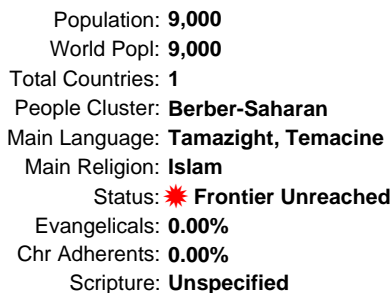 Population: 9,000
World Popl: 9,000
Total Countries: 1
People Cluster: Berber-Saharan
Main Language: Tamazight, Temacine
Main Religion: Islam
Status: Frontier Unreached
Evangelicals: 0.00%
Chr Adherents: 0.00%
Scripture: Unspecified